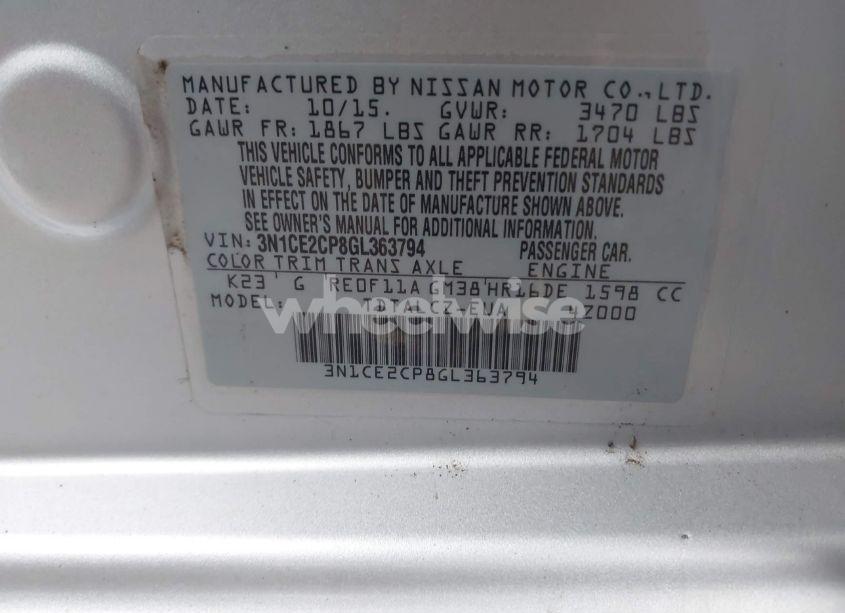 MANUFACTURED BY NISSAN MOTOR CO., LTD.
DATE: 10/15. GVWR: 3470 LBS
GAWR FR: 1867 LBS GAWR RR: 1704 LBS
THIS VEHICLE CONFORMS TO ALL APPLICABLE FEDERAL MOTOR
VEHICLE SAFETY, BUMPER AND THEFT PREVENTION STANDARDS
IN EFFECT ON THE DATE OF MANUFACTURE SHOWN ABOVE.
SEE OWNER'S MANUAL FOR ADDITIONAL INFORMATION.
VIN: 3N1CE2CP8GL363794 PASSENGER CAR.
COLOR TRIM TRANS AXLE ENGINE
K23 G RE0F11A GM38 HR16DE 1598 CC
MODEL: 4Z000
wheelwise
3N1CE2CP8GL363794